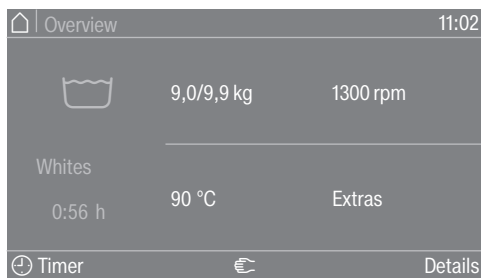 Overview 11:02
9,0/9,9 kg 1300 rpm
Whites
0:56 h
90 °C Extras
Timer Details